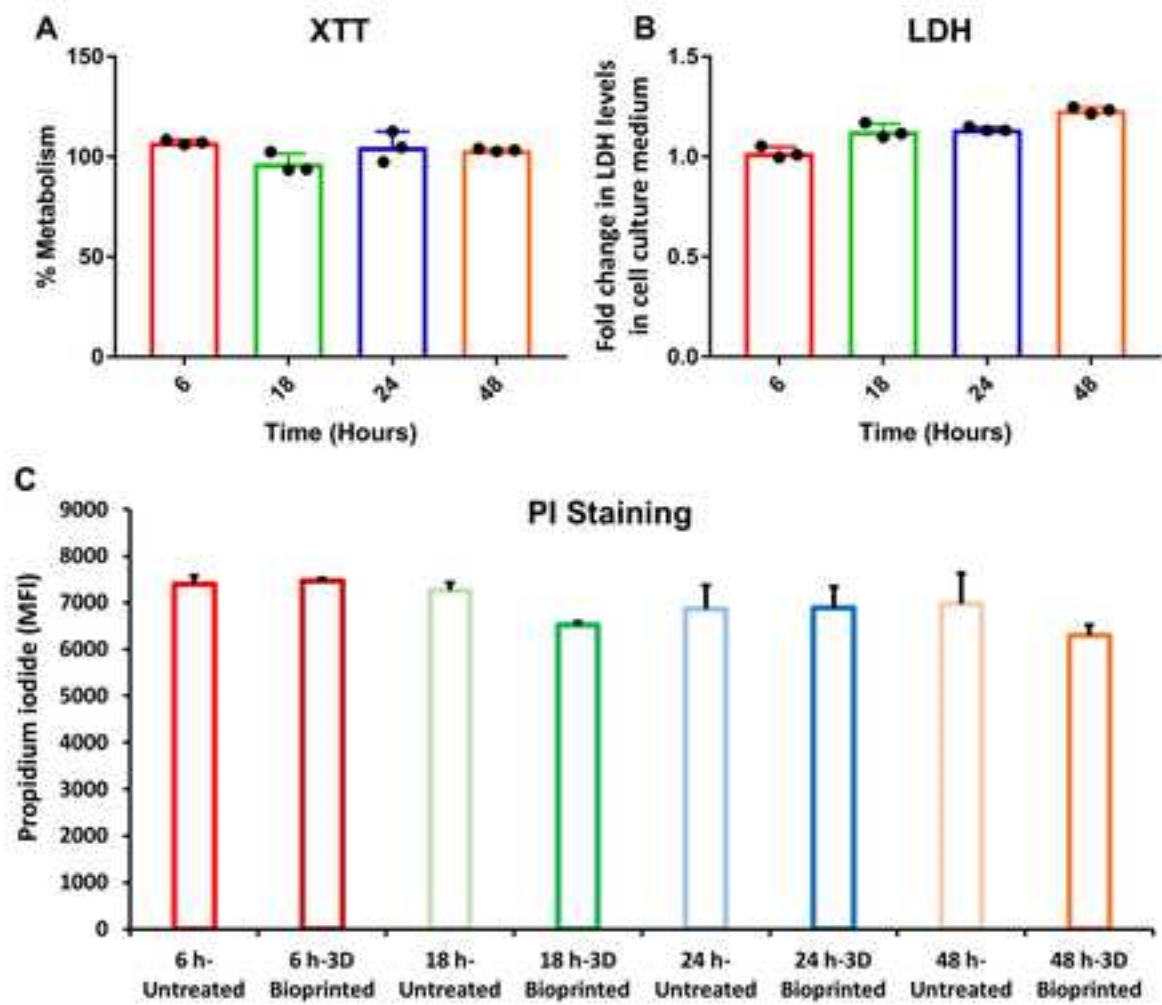 A
XTT
150
100
50
0
% Metabolism
6
18
24
48
Time (Hours)
B
LDH
1.5
1.0
0.5
0.0
Fold change in LDH levels
in cell culture medium
6
18
24
48
Time (Hours)
C
PI Staining
9000
8000
7000
6000
5000
4000
3000
2000
1000
0
Propidium iodide (MFI)
6 h- 6 h-3D 18 h- 18 h-3D 24 h- 24 h-3D 48 h- 48 h-3D
Untreated Bioprinted Untreated Bioprinted Untreated Bioprinted Untreated Bioprinted